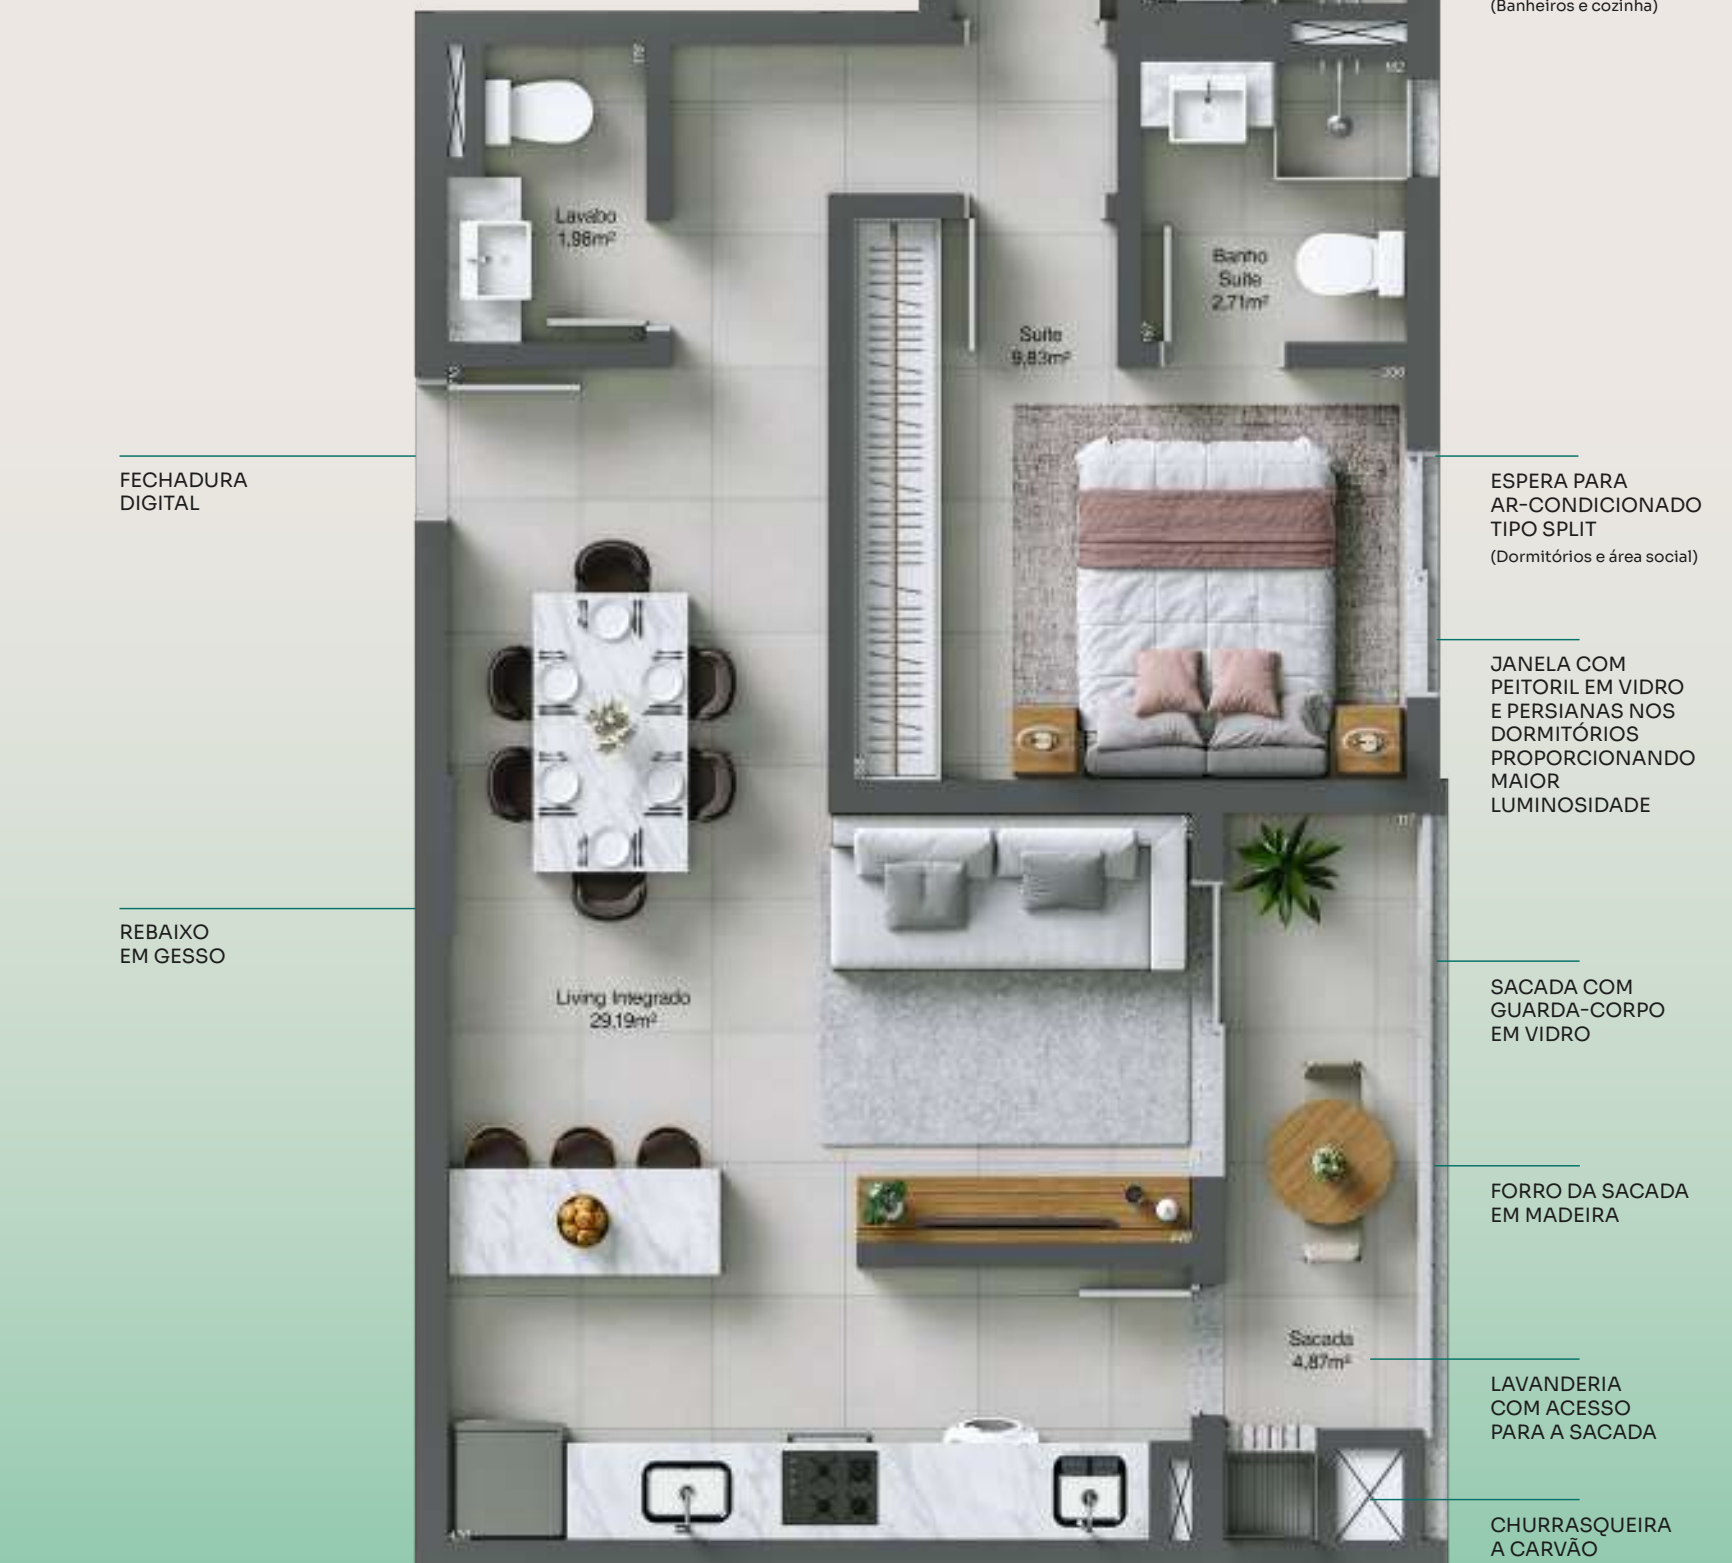 (Banheiros e cozinha)
Lavabo
1,96m²
Banho
Suíte
2,71m²
Suíte
9,83m²
FECHADURA
DIGITAL
ESPERA PARA
AR-CONDICIONADO
TIPO SPLIT
(Dormitórios e área social)
JANELA COM
PEITORIL EM VIDRO
E PERSIANAS NOS
DORMITÓRIOS
PROPORCIONANDO
MAIOR
LUMINOSIDADE
REBAIXO
EM GESSO
Living Integrado
29,19m²
SACADA COM
GUARDA-CORPO
EM VIDRO
FORRO DA SACADA
EM MADEIRA
Sacada
4,87m²
LAVANDERIA
COM ACESSO
PARA A SACADA
CHURRASQUEIRA
A CARVÃO